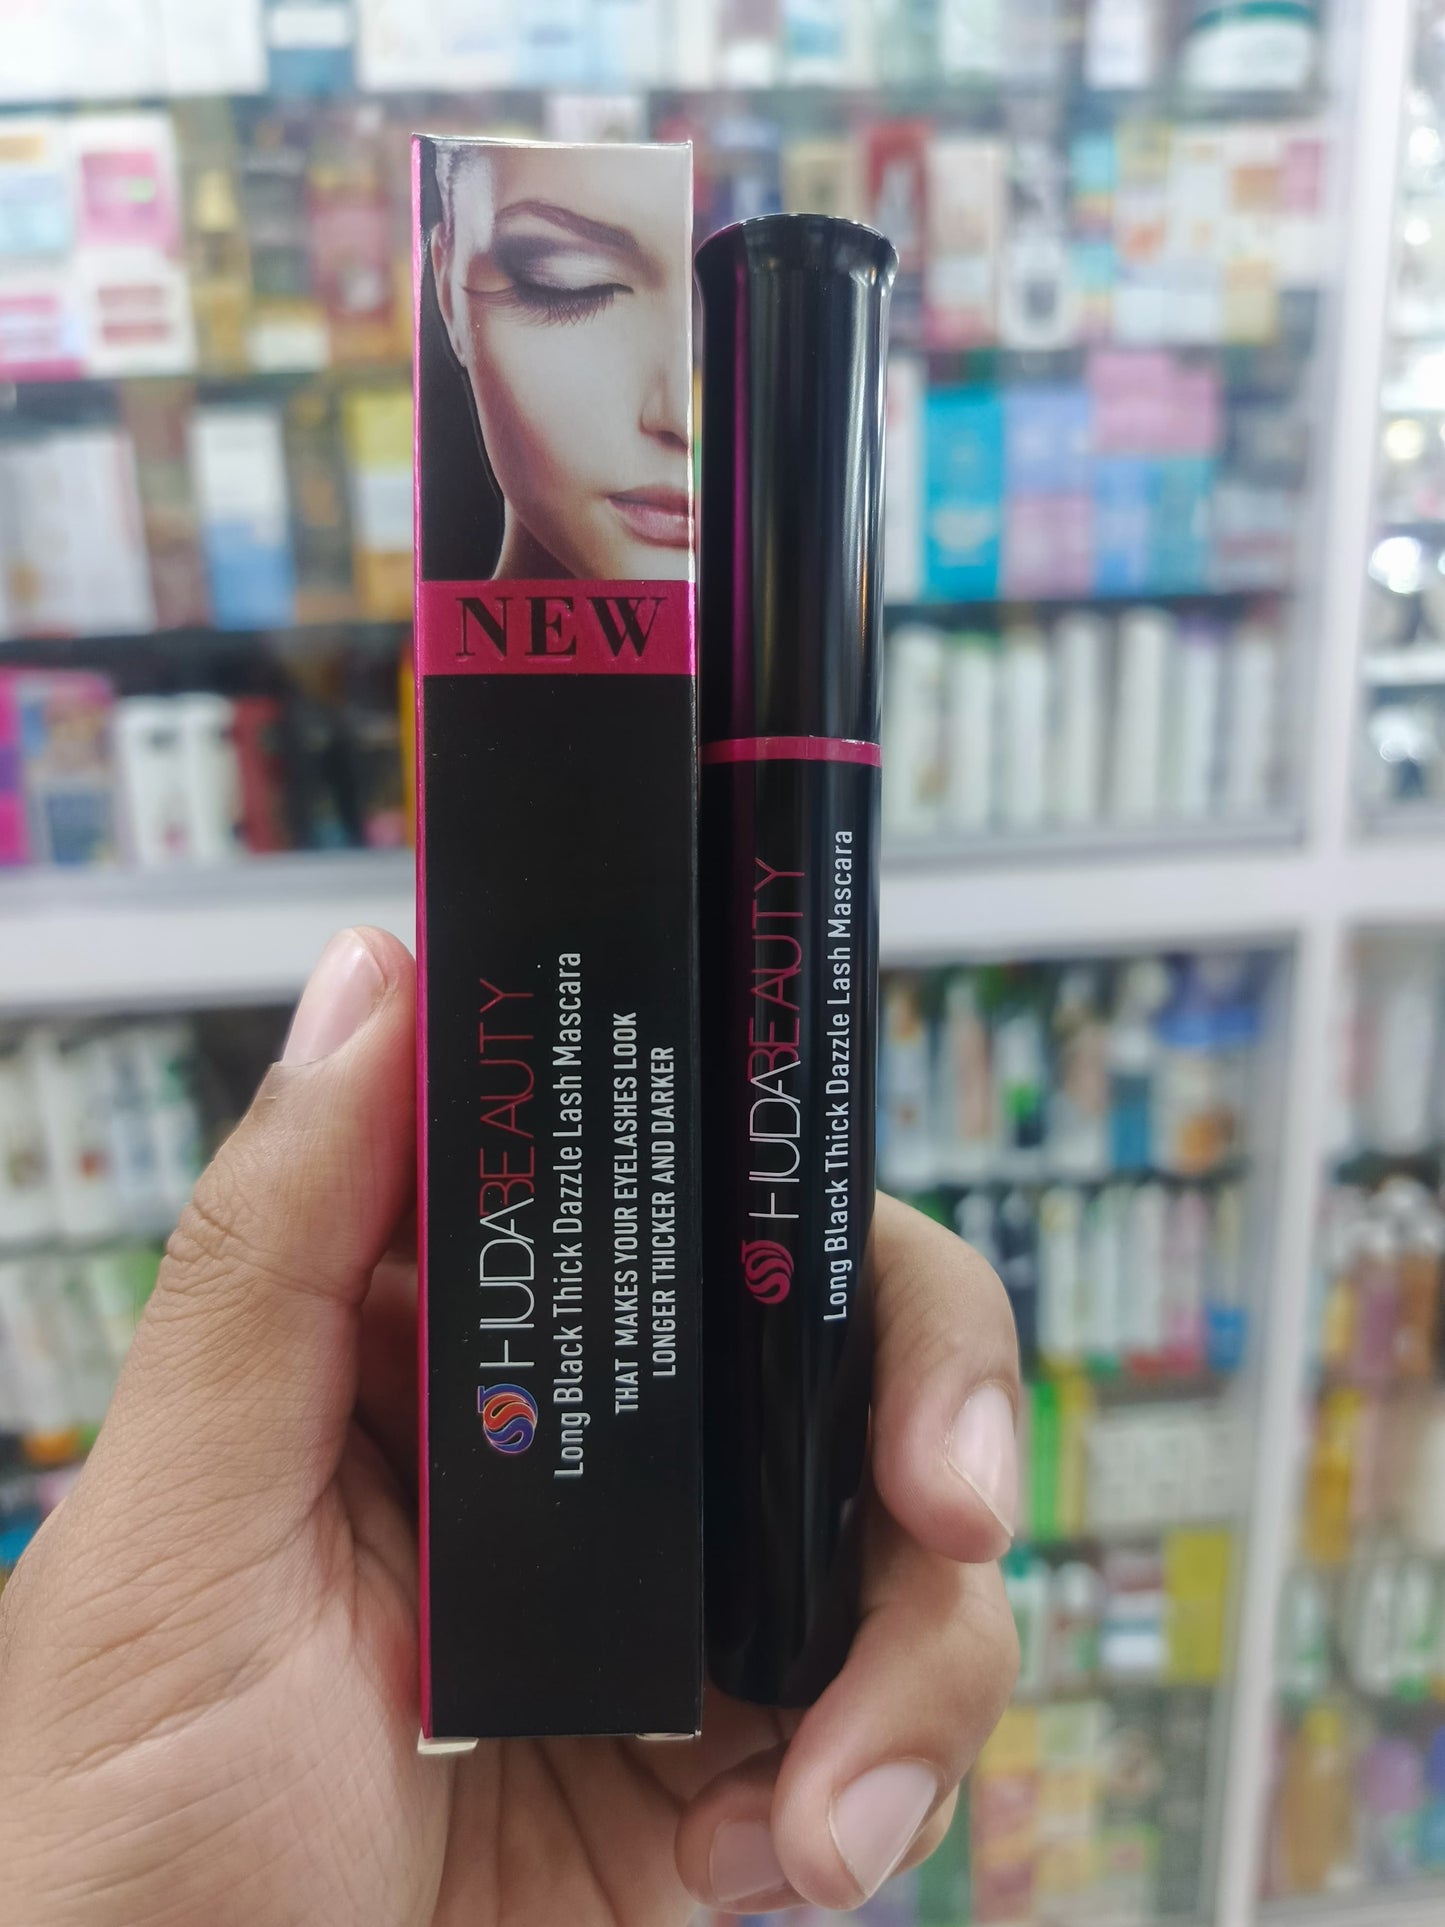 NEW
HUDABEAUTY
Long Black Thick Dazzle Lash Mascara
THAT MAKES YOUR EYELASHES LOOK
LONGER THICKER AND DARKER
HUDABEAUTY
Long Black Thick Dazzle Lash Mascara